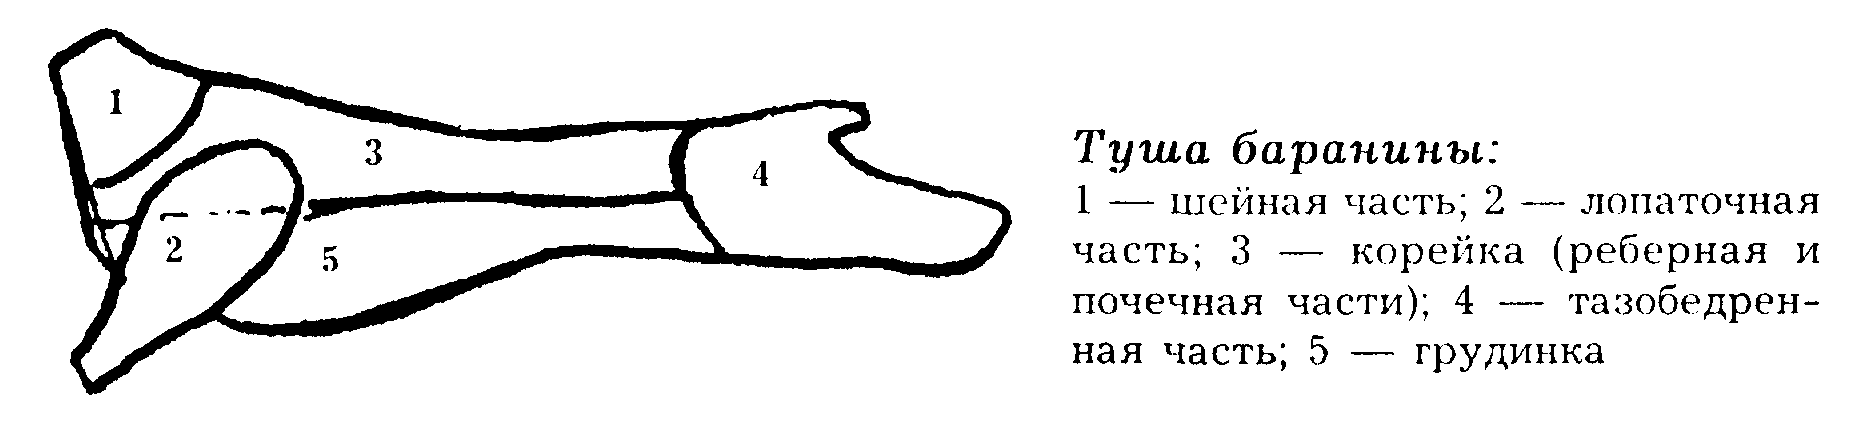 1
3
4
2
5
Туша баранины:
1 — шейная часть; 2 — лопаточная
часть; 3 — корейка (реберная и
почечная части); 4 — тазобедрен-
ная часть; 5 — грудинка